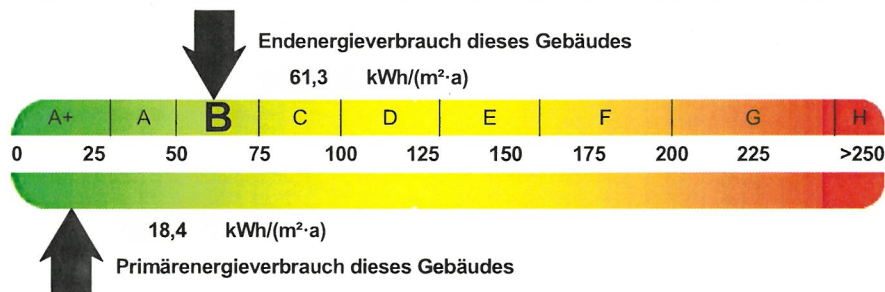 Endenergieverbrauch dieses Gebäudes
61,3 kWh/(m²·a)
A+ A B C D E F G H
0 25 50 75 100 125 150 175 200 225 >250
18,4 kWh/(m²·a)
Primärenergieverbrauch dieses Gebäudes